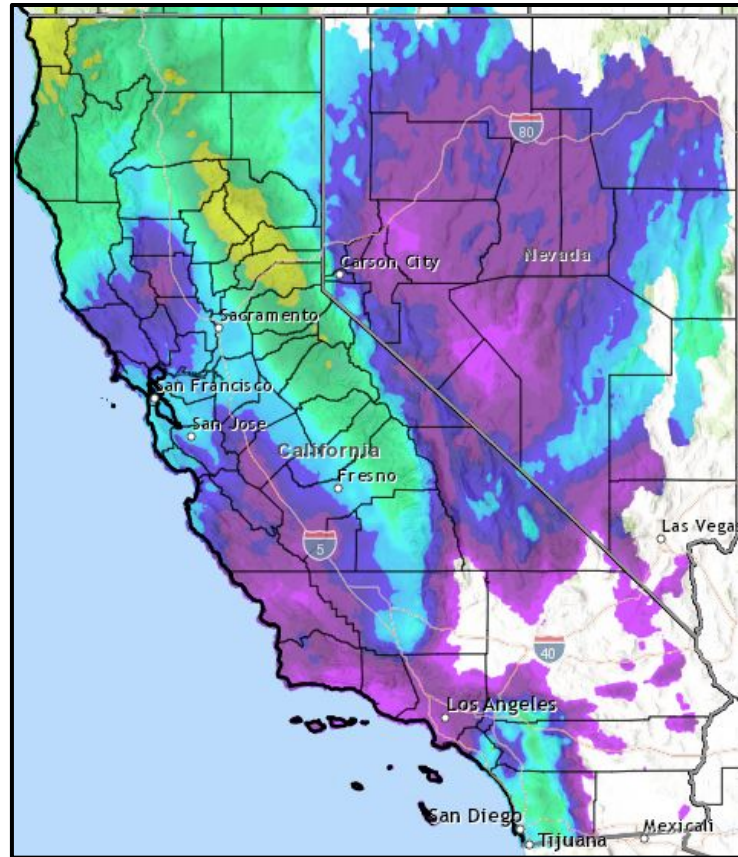 80
Nevada
Carson City
Sacramento
San Francisco
San Jose
California
Fresno
5
Las Vegas
40
Los Angeles
San Diego
Tijuana
Mexicali